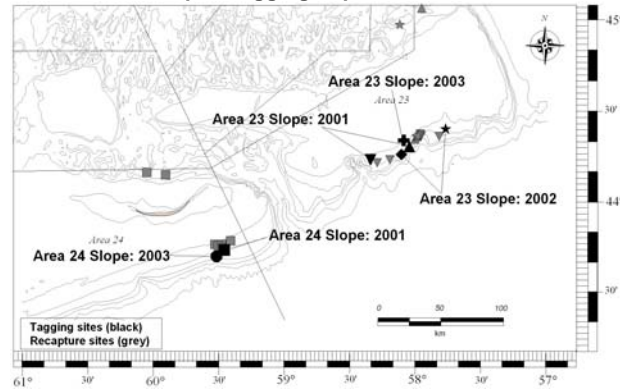 45
N
Area 23 Slope: 2003
Area 23
30'
Area 23 Slope: 2001
44
Area 23 Slope: 2002
Area 24
Area 24 Slope: 2001
Area 24 Slope: 2003
30'
0 50 100
km
Tagging sites (black)
Recapture sites (grey)
61° 30' 60° 30' 59° 30' 58° 30' 57°